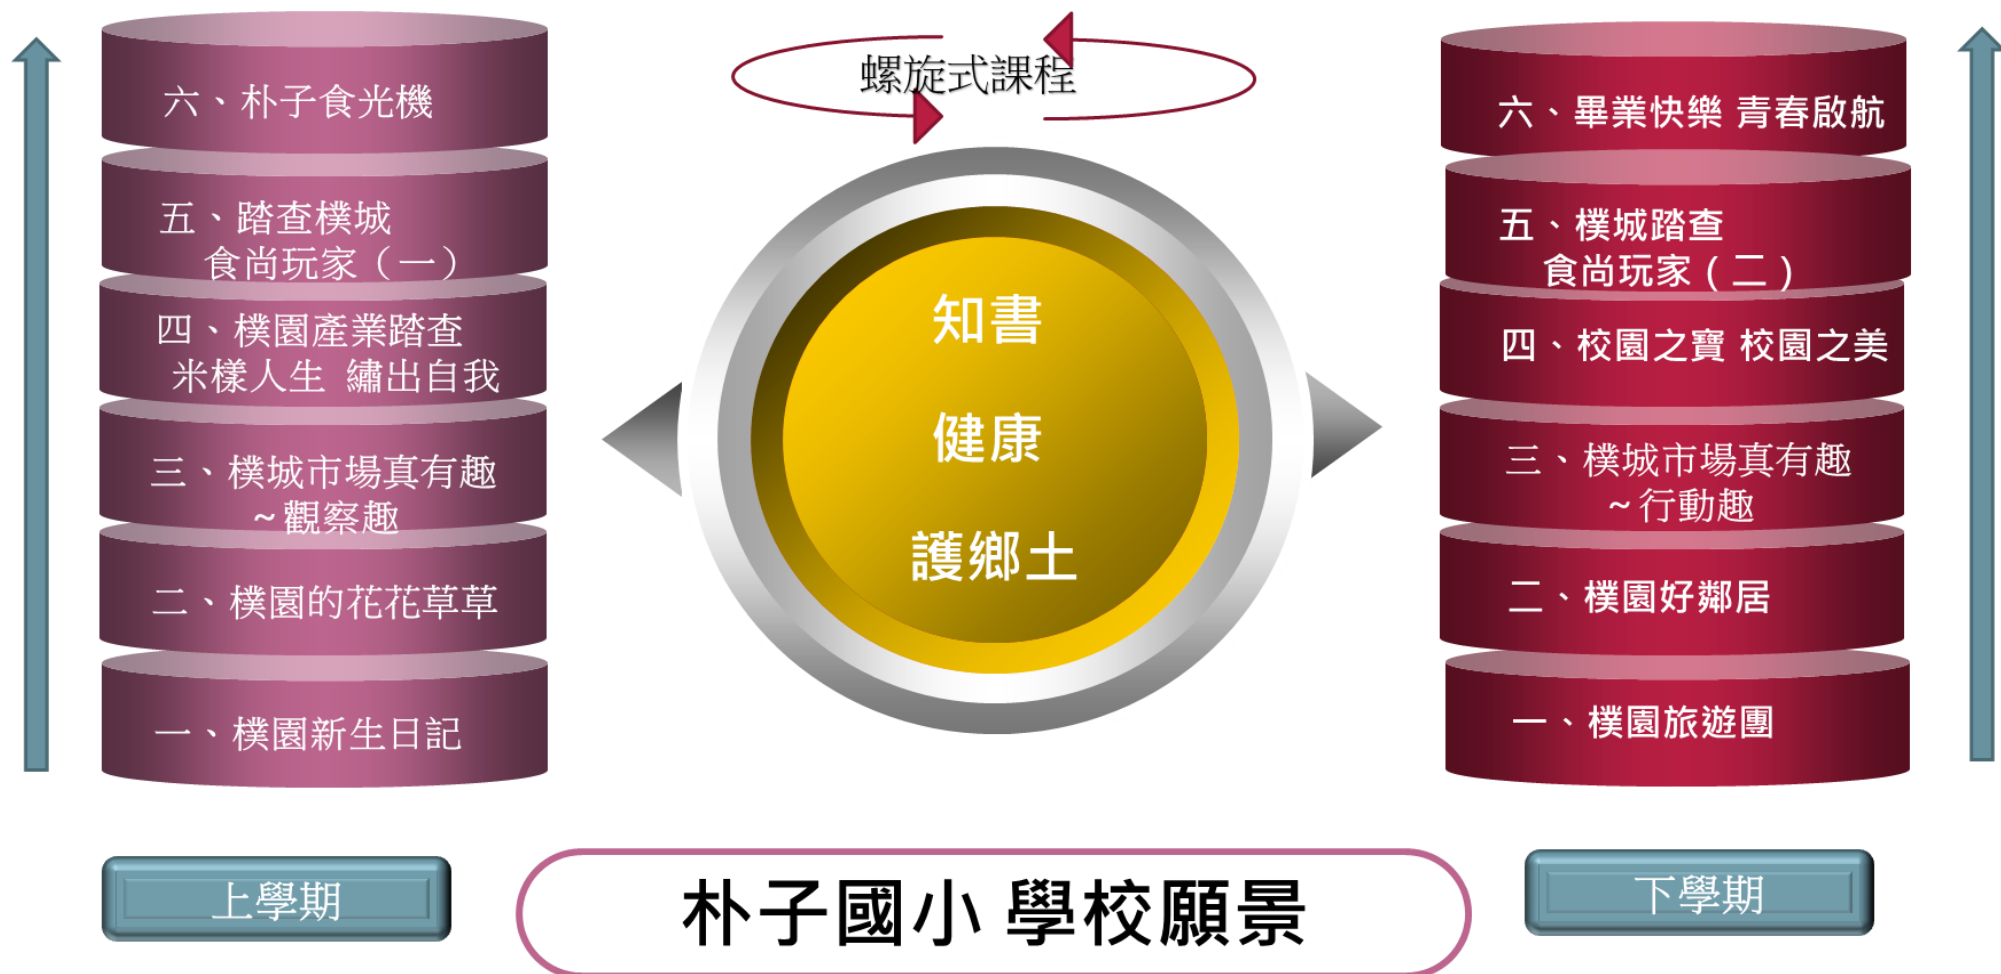 六、朴子食光機
五、踏查樸城
食尚玩家（一）
四、樸園產業踏查
米樣人生 繡出自我
三、樸城市場真有趣
~觀察趣
二、樸園的花花草草
一、樸園新生日記
上學期
螺旋式課程
知書
健康
護鄉土
朴子國小 學校願景
六、畢業快樂 青春啟航
五、樸城踏查
食尚玩家（二）
四、校園之寶 校園之美
三、樸城市場真有趣
~行動趣
二、樸園好鄰居
一、樸園旅遊團
下學期